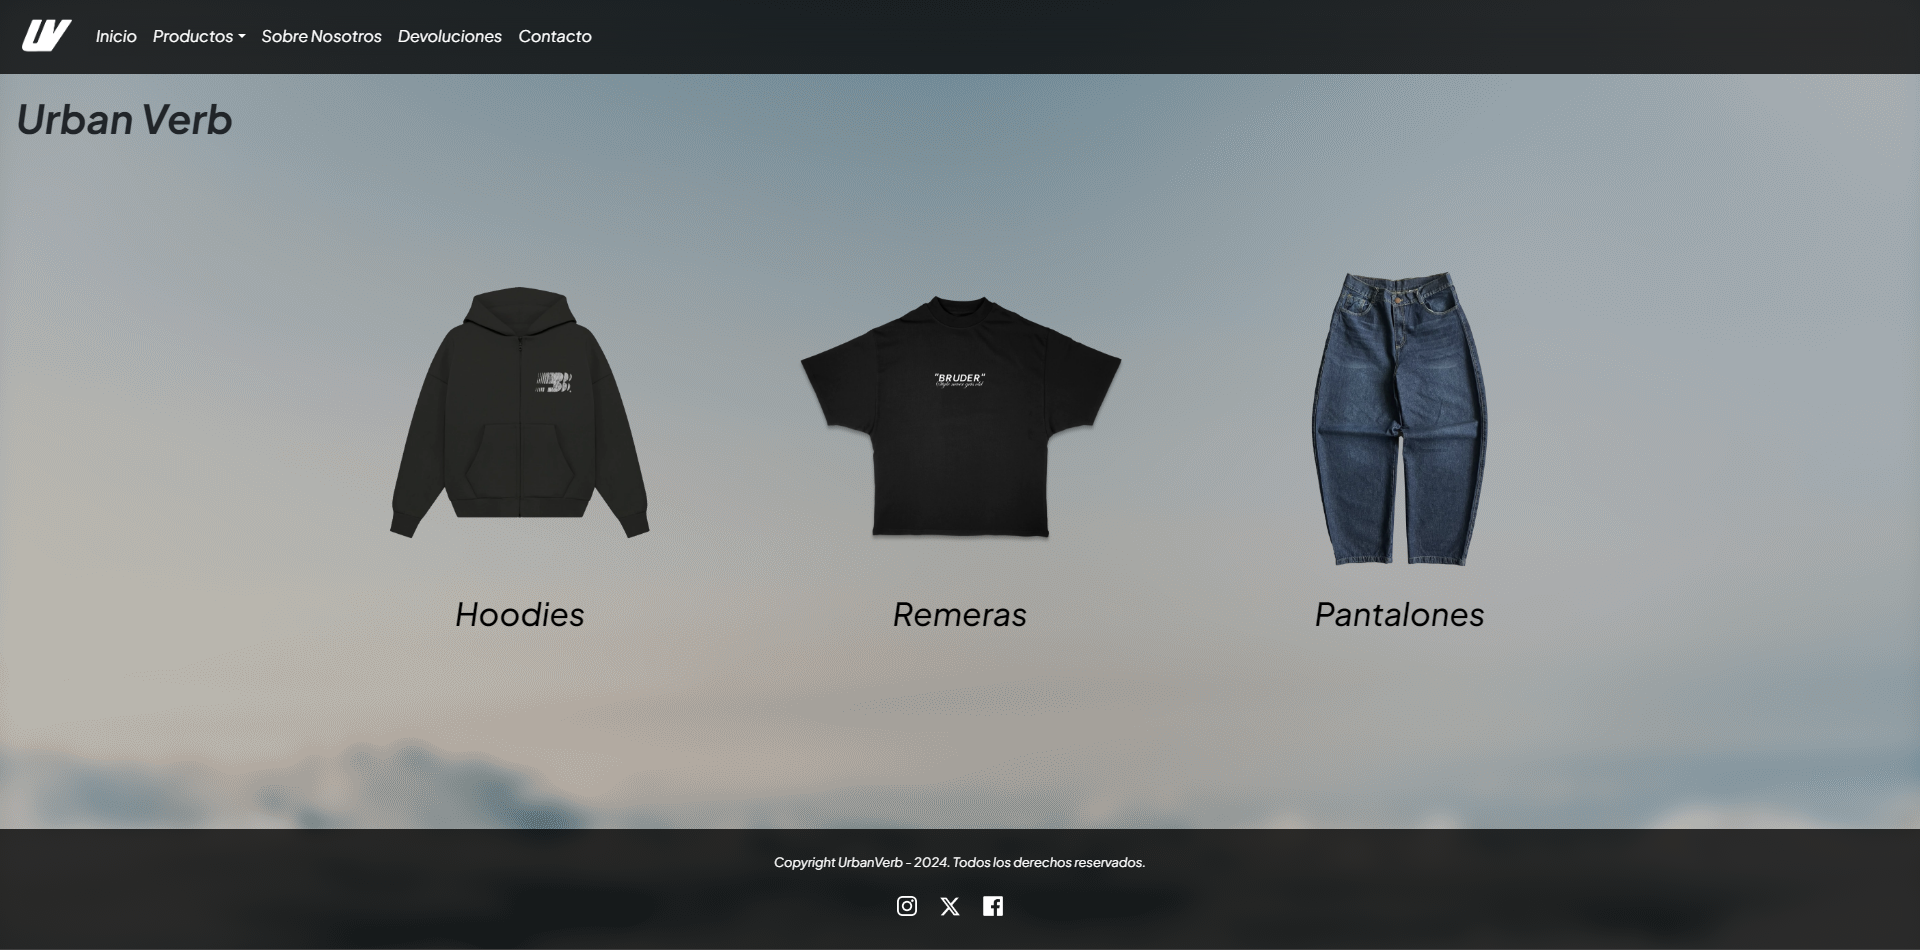 UV
Inicio Productos Sobre Nosotros Devoluciones Contacto
Urban Verb
"BRUDER"
Hoodies Remeras Pantalones
Copyright UrbanVerb - 2024. Todos los derechos reservados.